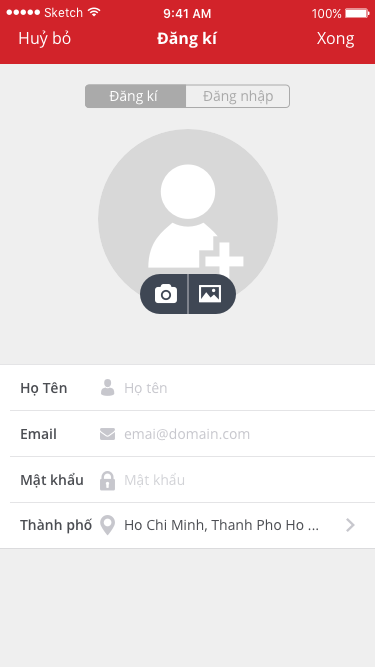 Sketch 9:41 AM 100%
Huỷ bỏ Đăng kí Xong
Đăng kí Đăng nhập
Họ Tên Họ tên
Email emai@domain.com
Mật khẩu Mật khẩu
Thành phố Ho Chi Minh, Thanh Pho Ho ...